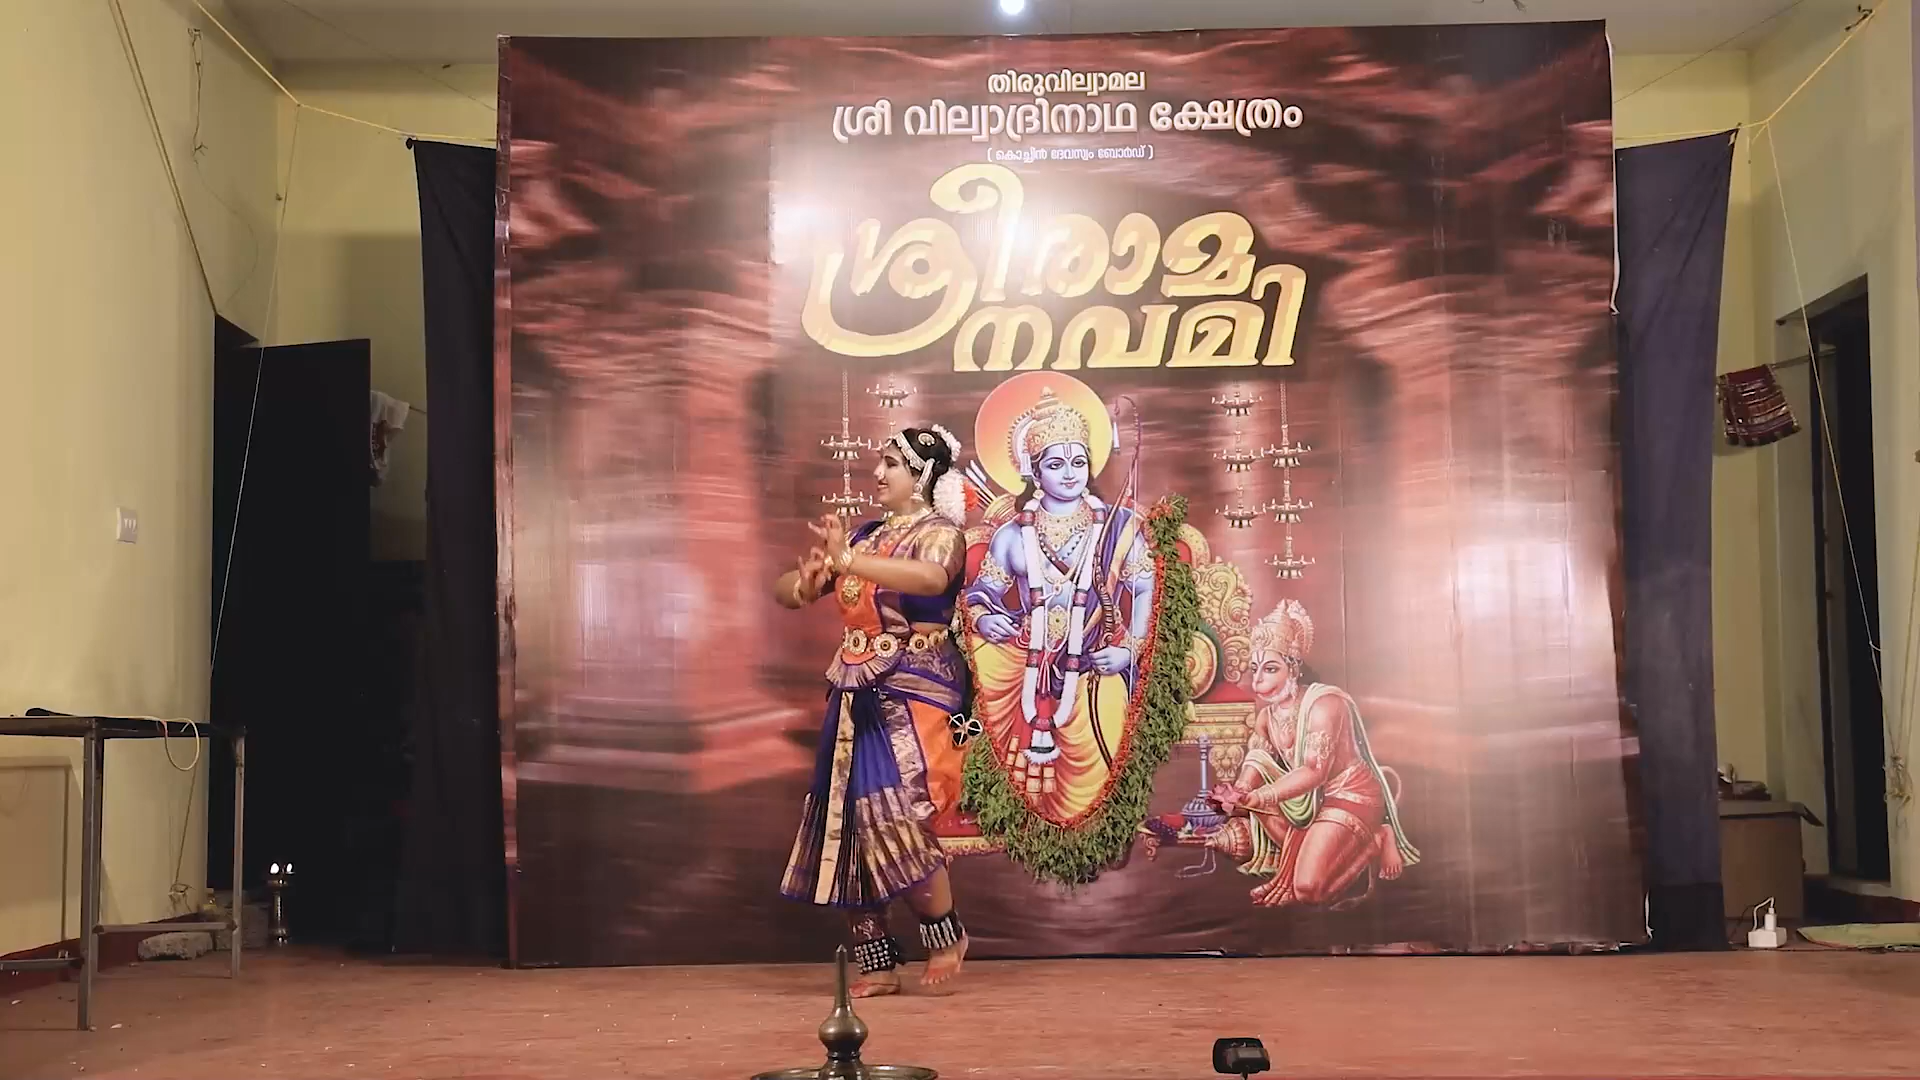 തിരുവില്വാമല
ശ്രീ വില്വാദ്രിനാഥ ക്ഷേത്രം
( കൊച്ചിൻ ദേവസ്വം ബോർഡ് )
ശ്രീരാമ
നവമി